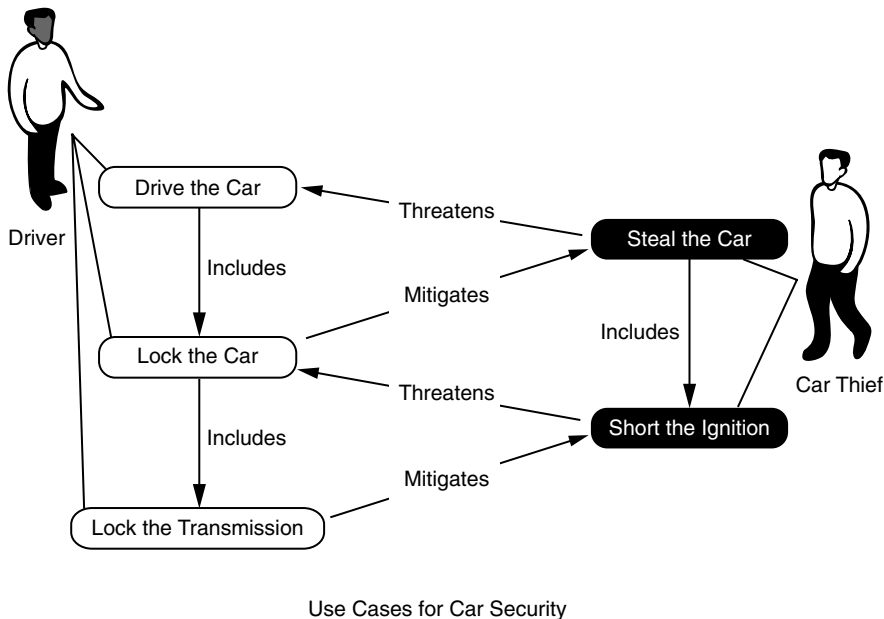 Drive the Car
Threatens
Driver
Steal the Car
Includes
Mitigates
Includes
Lock the Car
Car Thief
Threatens
Short the Ignition
Includes
Mitigates
Lock the Transmission
Use Cases for Car Security